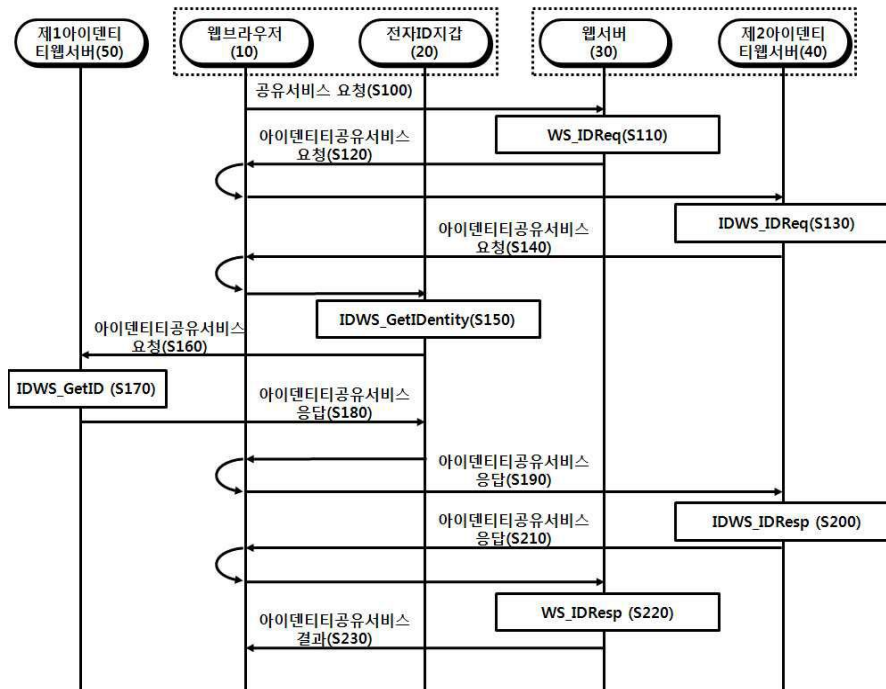 제1아이덴티
티웹서버(50)
웹브라우저
(10)
전자ID지갑
(20)
웹서버
(30)
제2아이덴티
티웹서버(40)
공유서비스 요청(S100)
WS_IDReq(S110)
아이덴티티공유서비스
요청(S120)
IDWS_IDReq(S130)
아이덴티티공유서비스
요청(S140)
IDWS_GetIDentity(S150)
아이덴티티공유서비스
요청(S160)
IDWS_GetID (S170)
아이덴티티공유서비스
응답(S180)
아이덴티티공유서비스
응답(S190)
IDWS_IDResp (S200)
아이덴티티공유서비스
응답(S210)
WS_IDResp (S220)
아이덴티티공유서비스
결과(S230)